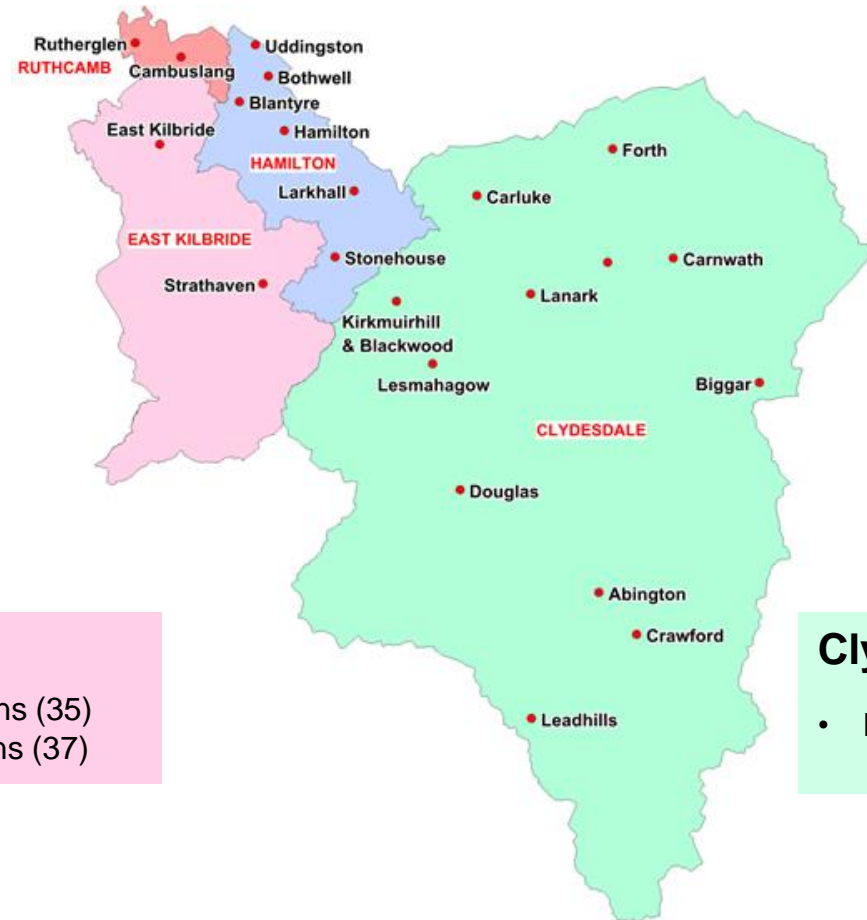 Rutherglen
Uddingston
RUTHCAMB
Cambuslang
Bothwell
Blantyre
East Kilbride
Hamilton
Forth
HAMILTON
Larkhall
Carluke
EAST KILBRIDE
Stonehouse
Carnwath
Strathaven
Lanark
Kirkmuirhill
& Blackwood
Lesmahagow
Biggar
CLYDESDALE
Douglas
Abington
Crawford
Leadhills
ns (35)
ns (37)
Cly
•